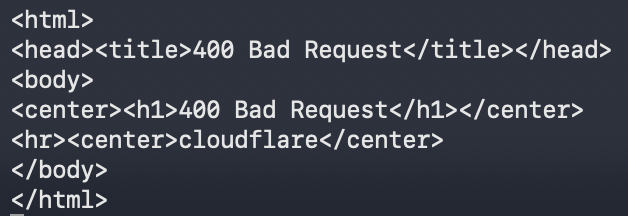 <html>
<head><title>400 Bad Request</title></head>
<body>
<center><h1>400 Bad Request</h1></center>
<hr><center>cloudflare</center>
</body>
</html>